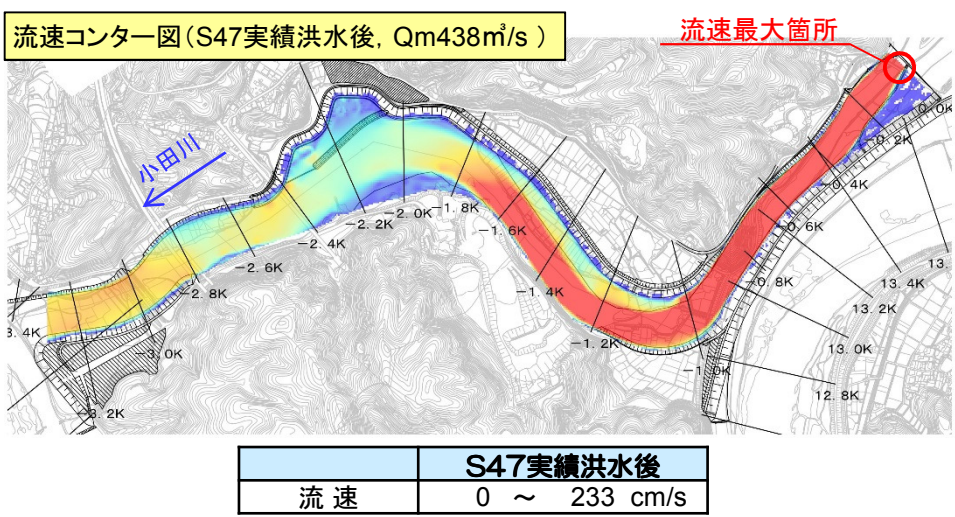 流速コンター図（S47実績洪水後，Qm438㎥/s ）
流速最大箇所
小田川
0.0K
−0.2K
−0.4K
−0.6K
−0.8K
−1.0K
−1.2K
−1.4K
−1.6K
−1.8K
−2.0K
−2.2K
−2.4K
−2.6K
−2.8K
−3.0K
−3.2K
3.4K
13.
13.4K
13.2K
13.0K
12.8K
S47実績洪水後
流 速 0 ～ 233 cm/s